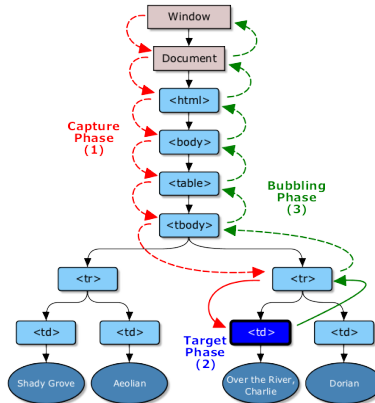 Window
Document
<html>
Capture
Phase
(1)
<body>
<table>
Bubbling
Phase
(3)
<tbody>
<tr>
<tr>
<td>
<td>
<td>
<td>
Target
Phase
(2)
Shady Grove
Aeolian
Over the River,
Charlie
Dorian